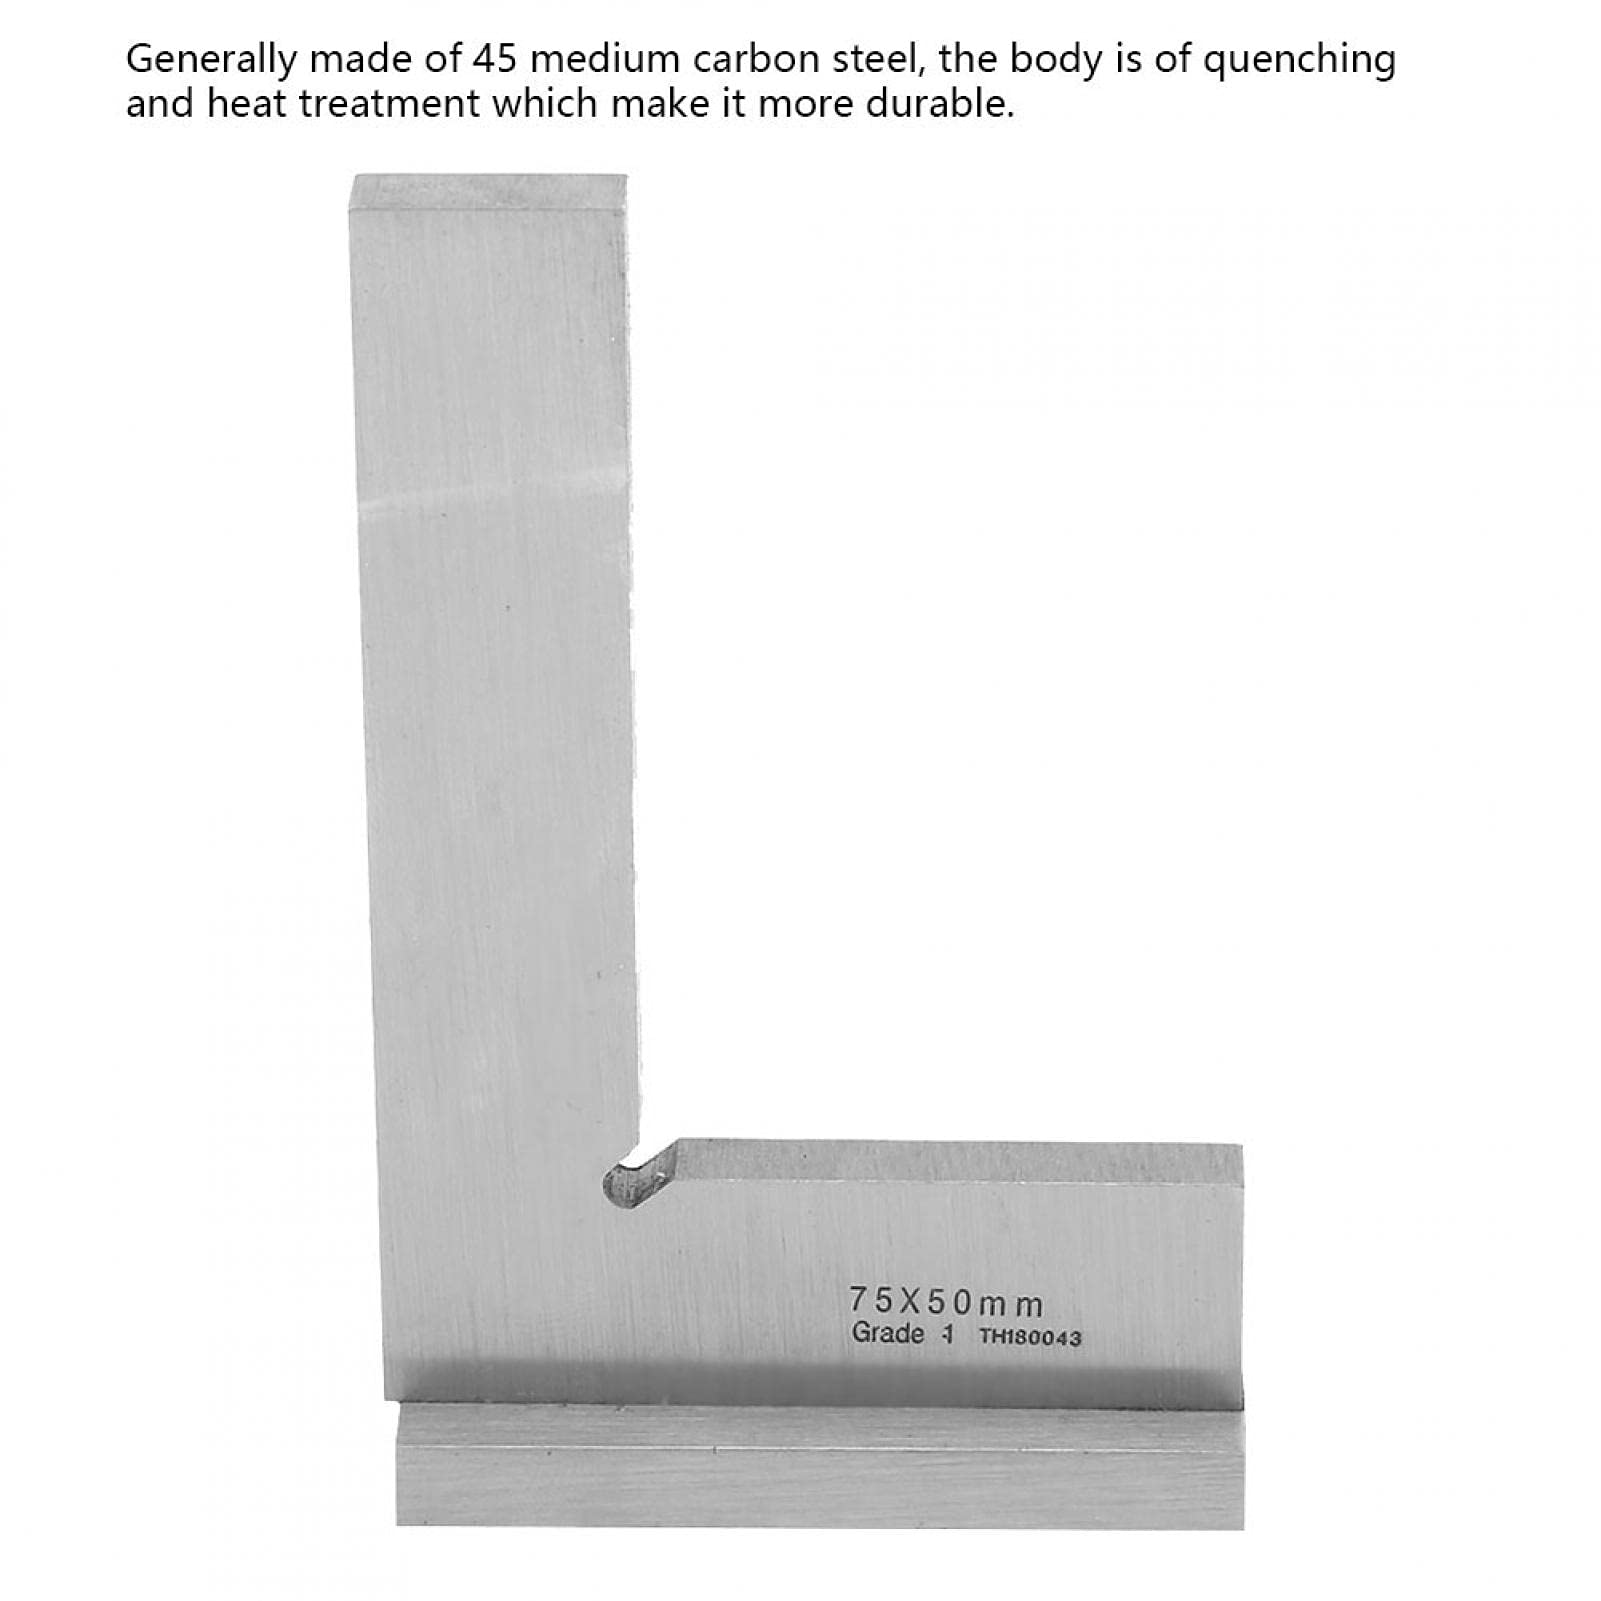 Generally made of 45 medium carbon steel, the body is of quenching
and heat treatment which make it more durable.
75X50mm
Grade 1 TH180043